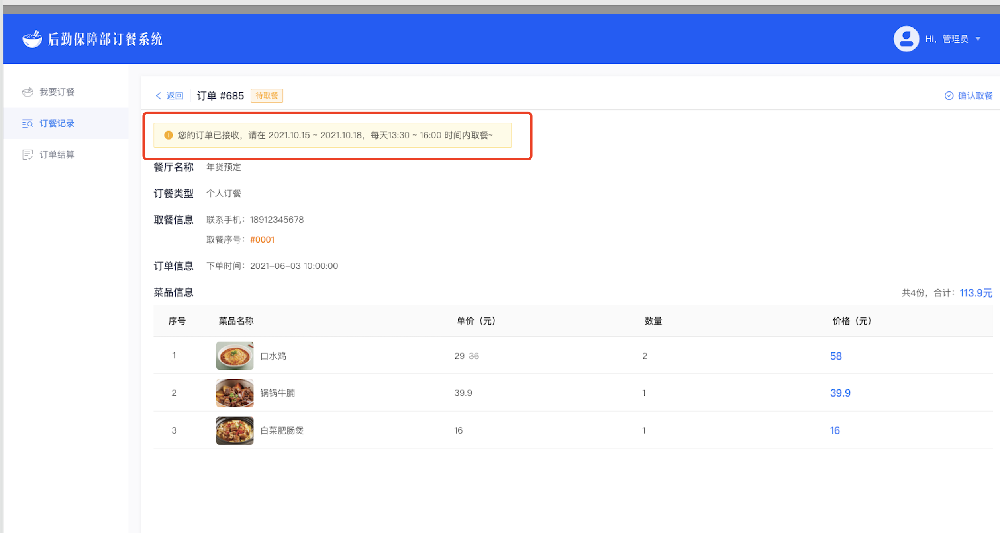 后勤保障部订餐系统
Hi，管理员
我要订餐
订餐记录
订单结算
返回
订单 #685
待取餐
确认取餐
您的订单已接收，请在 2021.10.15 ~ 2021.10.18，每天13:30 ~ 16:00 时间内取餐~
餐厅名称 年货预定
订餐类型 个人订餐
取餐信息 联系手机：18912345678
取餐序号：#0001
订单信息 下单时间：2021-06-03 10:00:00
菜品信息
共4份，合计：113.9元
序号 菜品名称 单价（元） 数量 价格（元）
1 口水鸡 29 36 2 58
2 锅锅牛腩 39.9 1 39.9
3 白菜肥肠煲 16 1 16